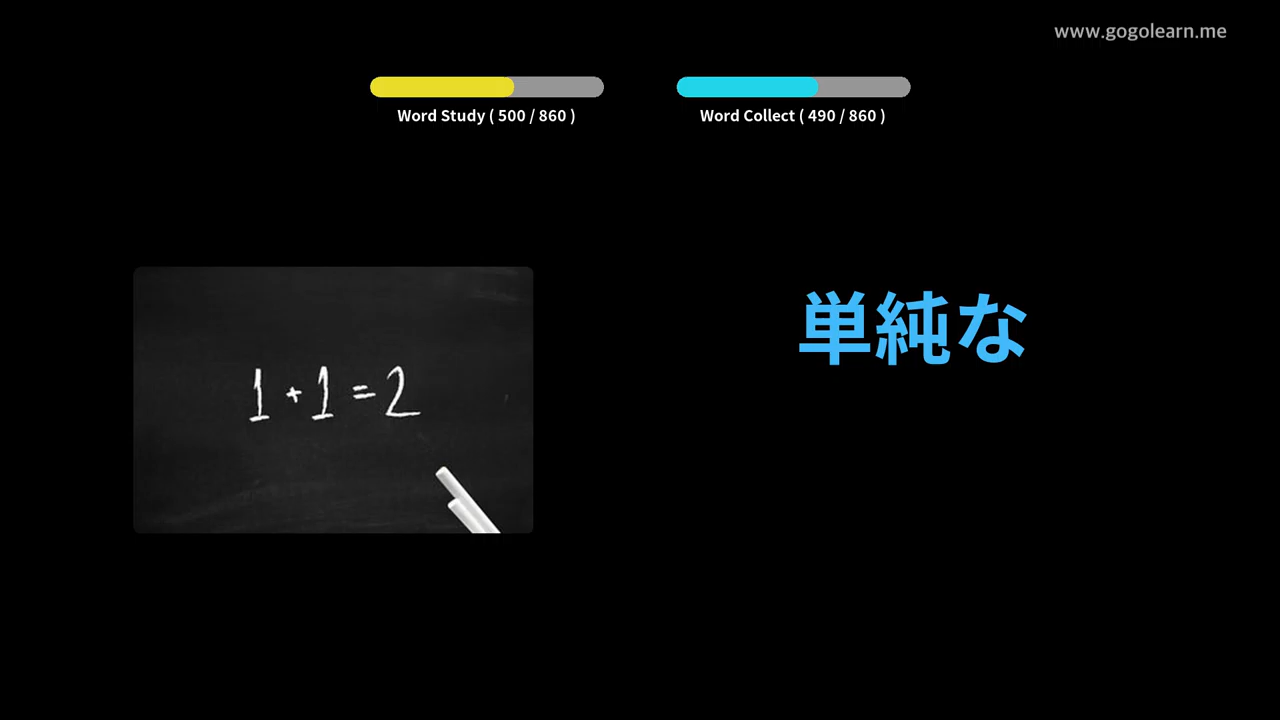 www.gogolearn.me
Word Study ( 500 / 860 )
Word Collect ( 490 / 860 )
単純な
1 + 1 = 2